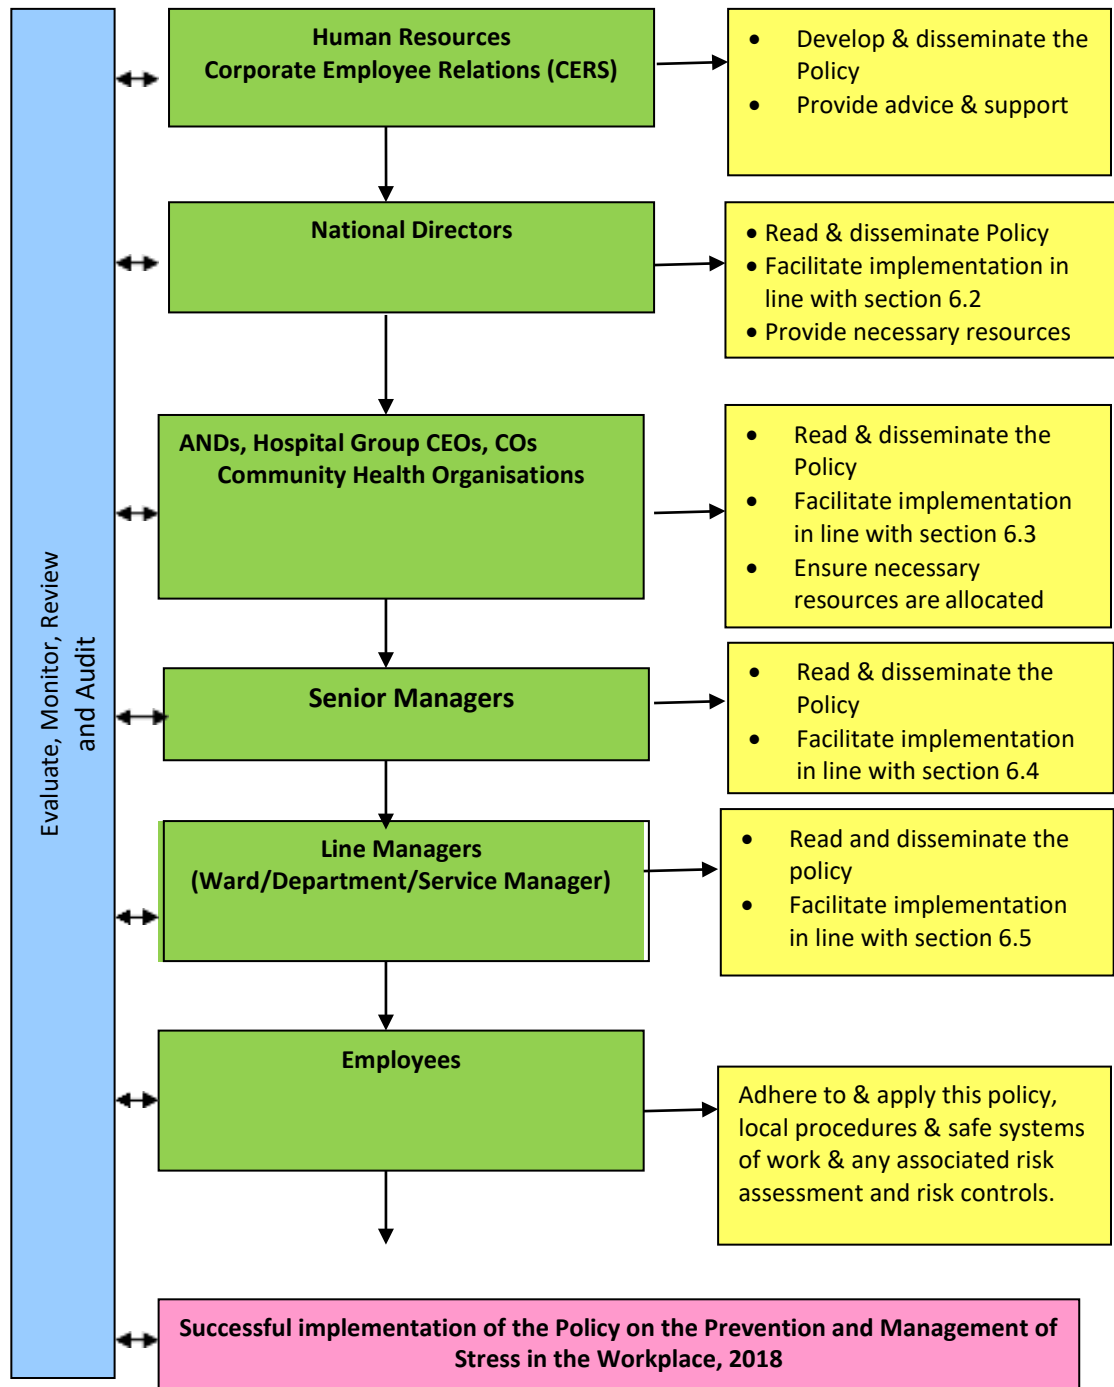 Human Resources
Corporate Employee Relations (CERS)
• Develop & disseminate the
Policy
• Provide advice & support
National Directors
• Read & disseminate Policy
• Facilitate implementation in
line with section 6.2
• Provide necessary resources
ANDs, Hospital Group CEOs, COs
Community Health Organisations
• Read & disseminate the
Policy
• Facilitate implementation
in line with section 6.3
• Ensure necessary
resources are allocated
Senior Managers
• Read & disseminate the
Policy
• Facilitate implementation
in line with section 6.4
Line Managers
(Ward/Department/Service Manager)
• Read and disseminate the
policy
• Facilitate implementation
in line with section 6.5
Employees
Adhere to & apply this policy,
local procedures & safe systems
of work & any associated risk
assessment and risk controls.
Evaluate, Monitor, Review
and Audit
Successful implementation of the Policy on the Prevention and Management of
Stress in the Workplace, 2018